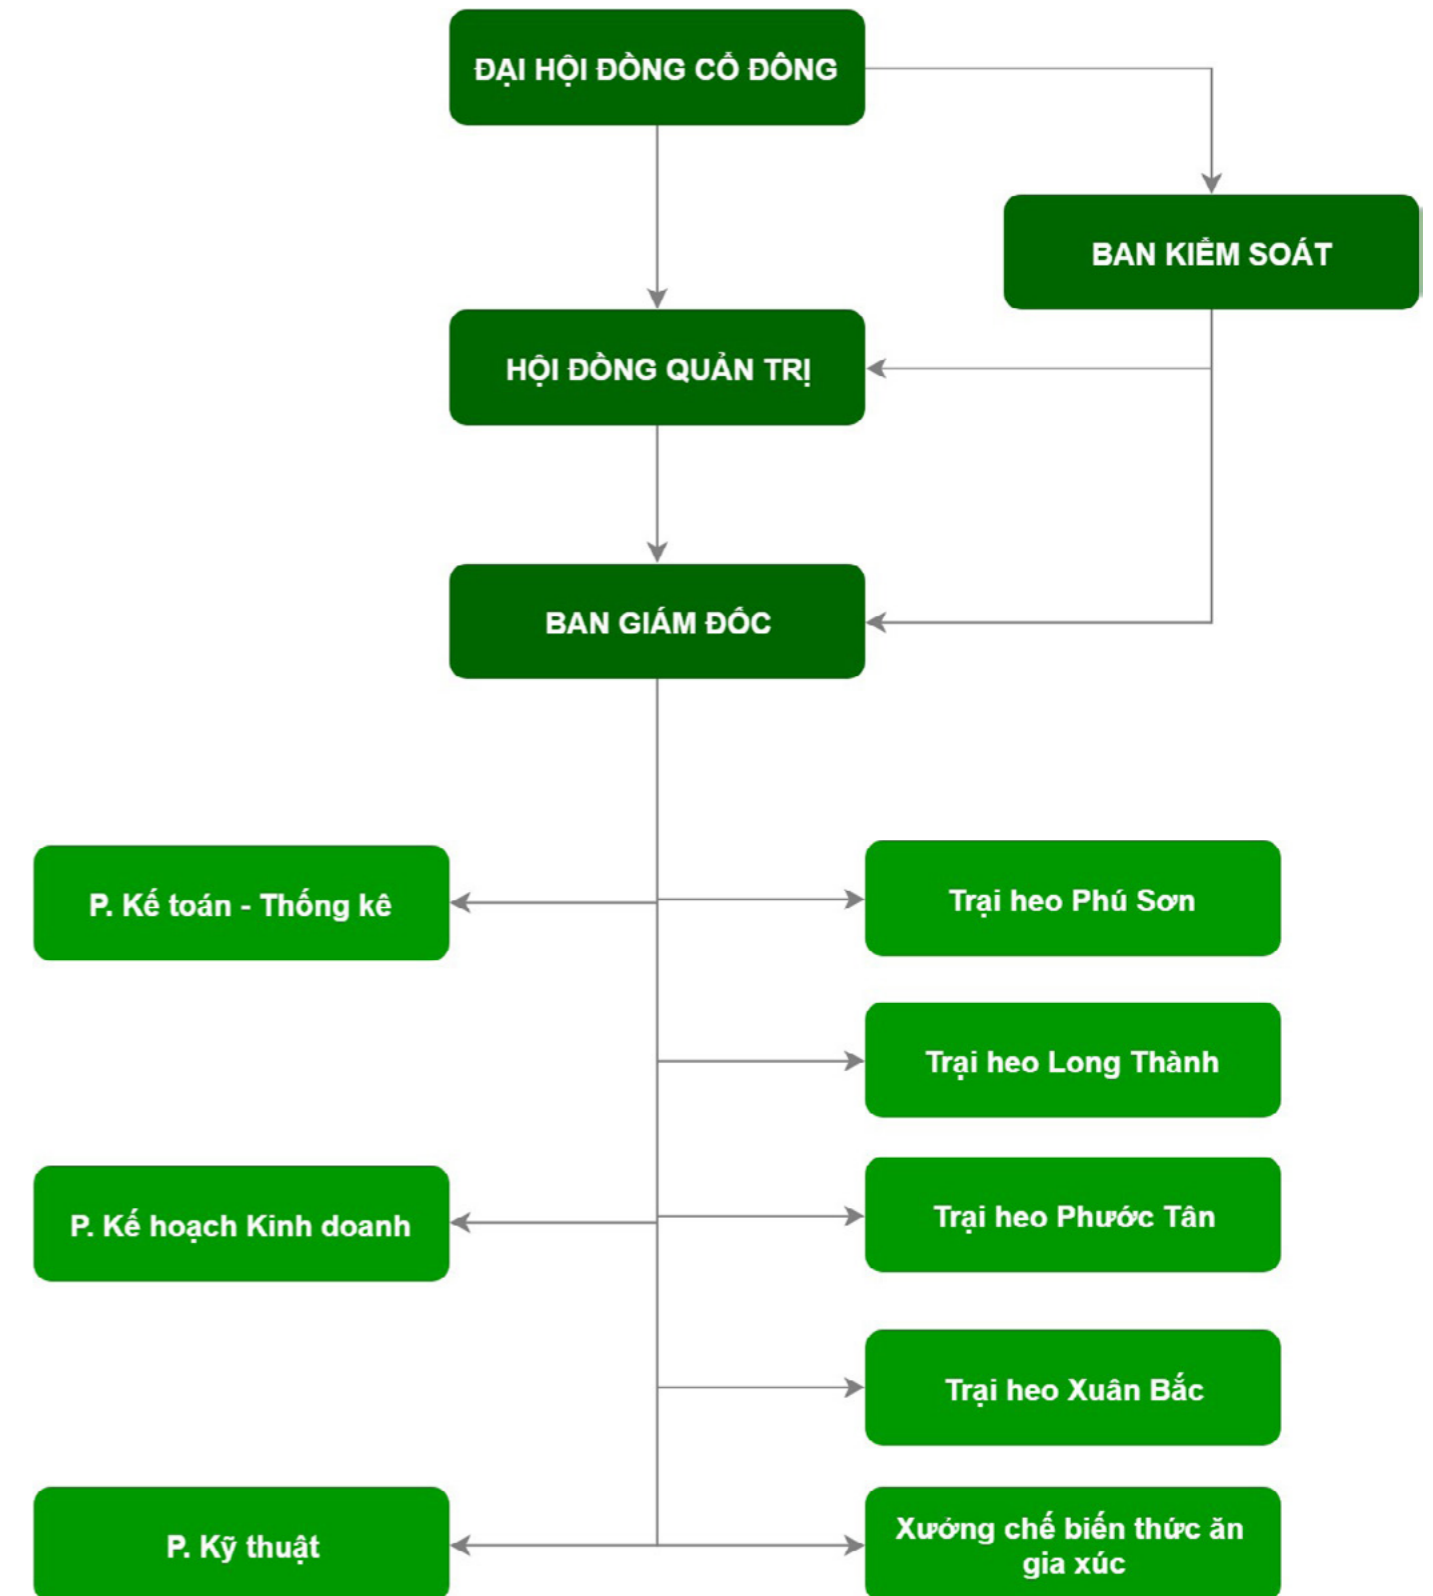 ĐẠI HỘI ĐỒNG CỔ ĐÔNG
BAN KIỂM SOÁT
HỘI ĐỒNG QUẢN TRỊ
BAN GIÁM ĐỐC
P. Kế toán - Thống kê
Trại heo Phú Sơn
Trại heo Long Thành
P. Kế hoạch Kinh doanh
Trại heo Phước Tân
Trại heo Xuân Bắc
P. Kỹ thuật
Xưởng chế biến thức ăn
gia xúc